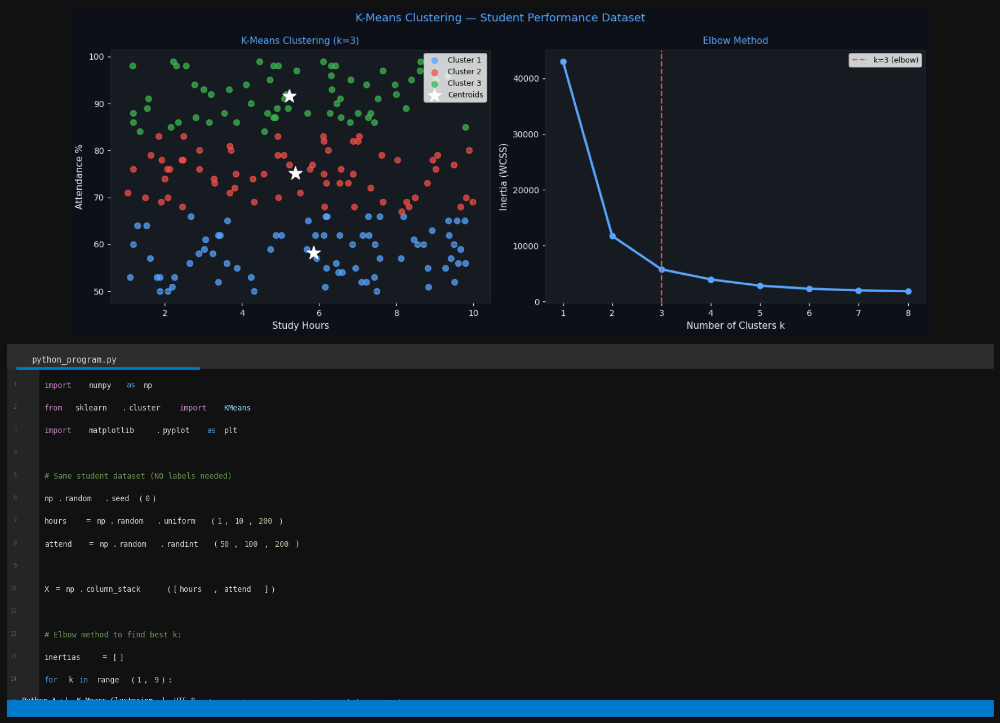 K-Means Clustering — Student Performance Dataset
K-Means Clustering (k=3)
100
90
80
70
60
50
Attendance %
2
4
6
8
10
Study Hours
Cluster 1
Cluster 2
Cluster 3
Centroids
Elbow Method
40000
30000
20000
10000
0
Inertia (WCSS)
1
2
3
4
5
6
7
8
Number of Clusters k
k=3 (elbow)
python_program.py
1 import numpy as np
2 from sklearn .cluster import KMeans
3 import matplotlib .pyplot as plt
4
5 # Same student dataset (NO labels needed)
6 np .random .seed (0)
7 hours = np .random .uniform (1, 10 , 200 )
8 attend = np .random .randint (50 , 100 , 200 )
9
10 X = np .column_stack ([hours , attend ])
11
12 # Elbow method to find best k:
13 inertias = []
14 for k in range (1, 9):
Python 3 | K-Means Clustering | UTF-8